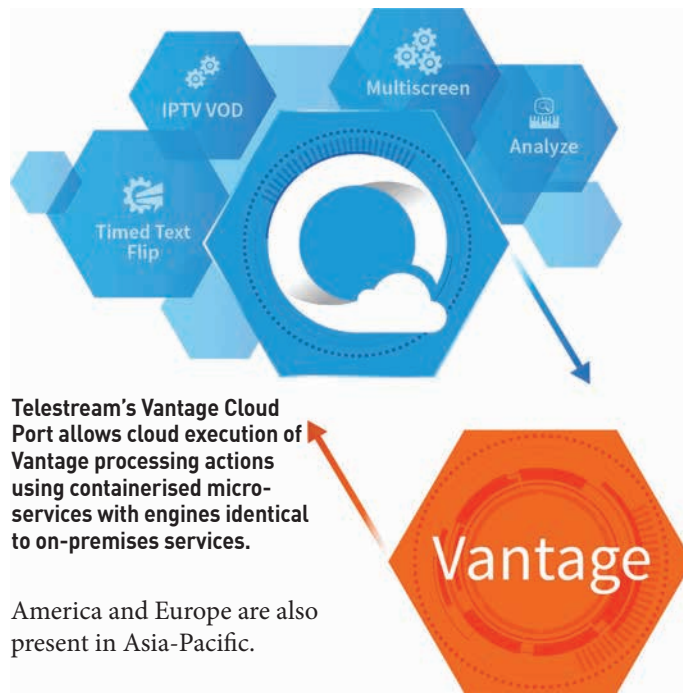 IPTV VOD
Multiscreen
Analyze
Timed Text
Flip
Telestream’s Vantage Cloud
Port allows cloud execution of
Vantage processing actions
using containerised micro-
services with engines identical
to on-premises services.
Vantage
America and Europe are also
present in Asia-Pacific.